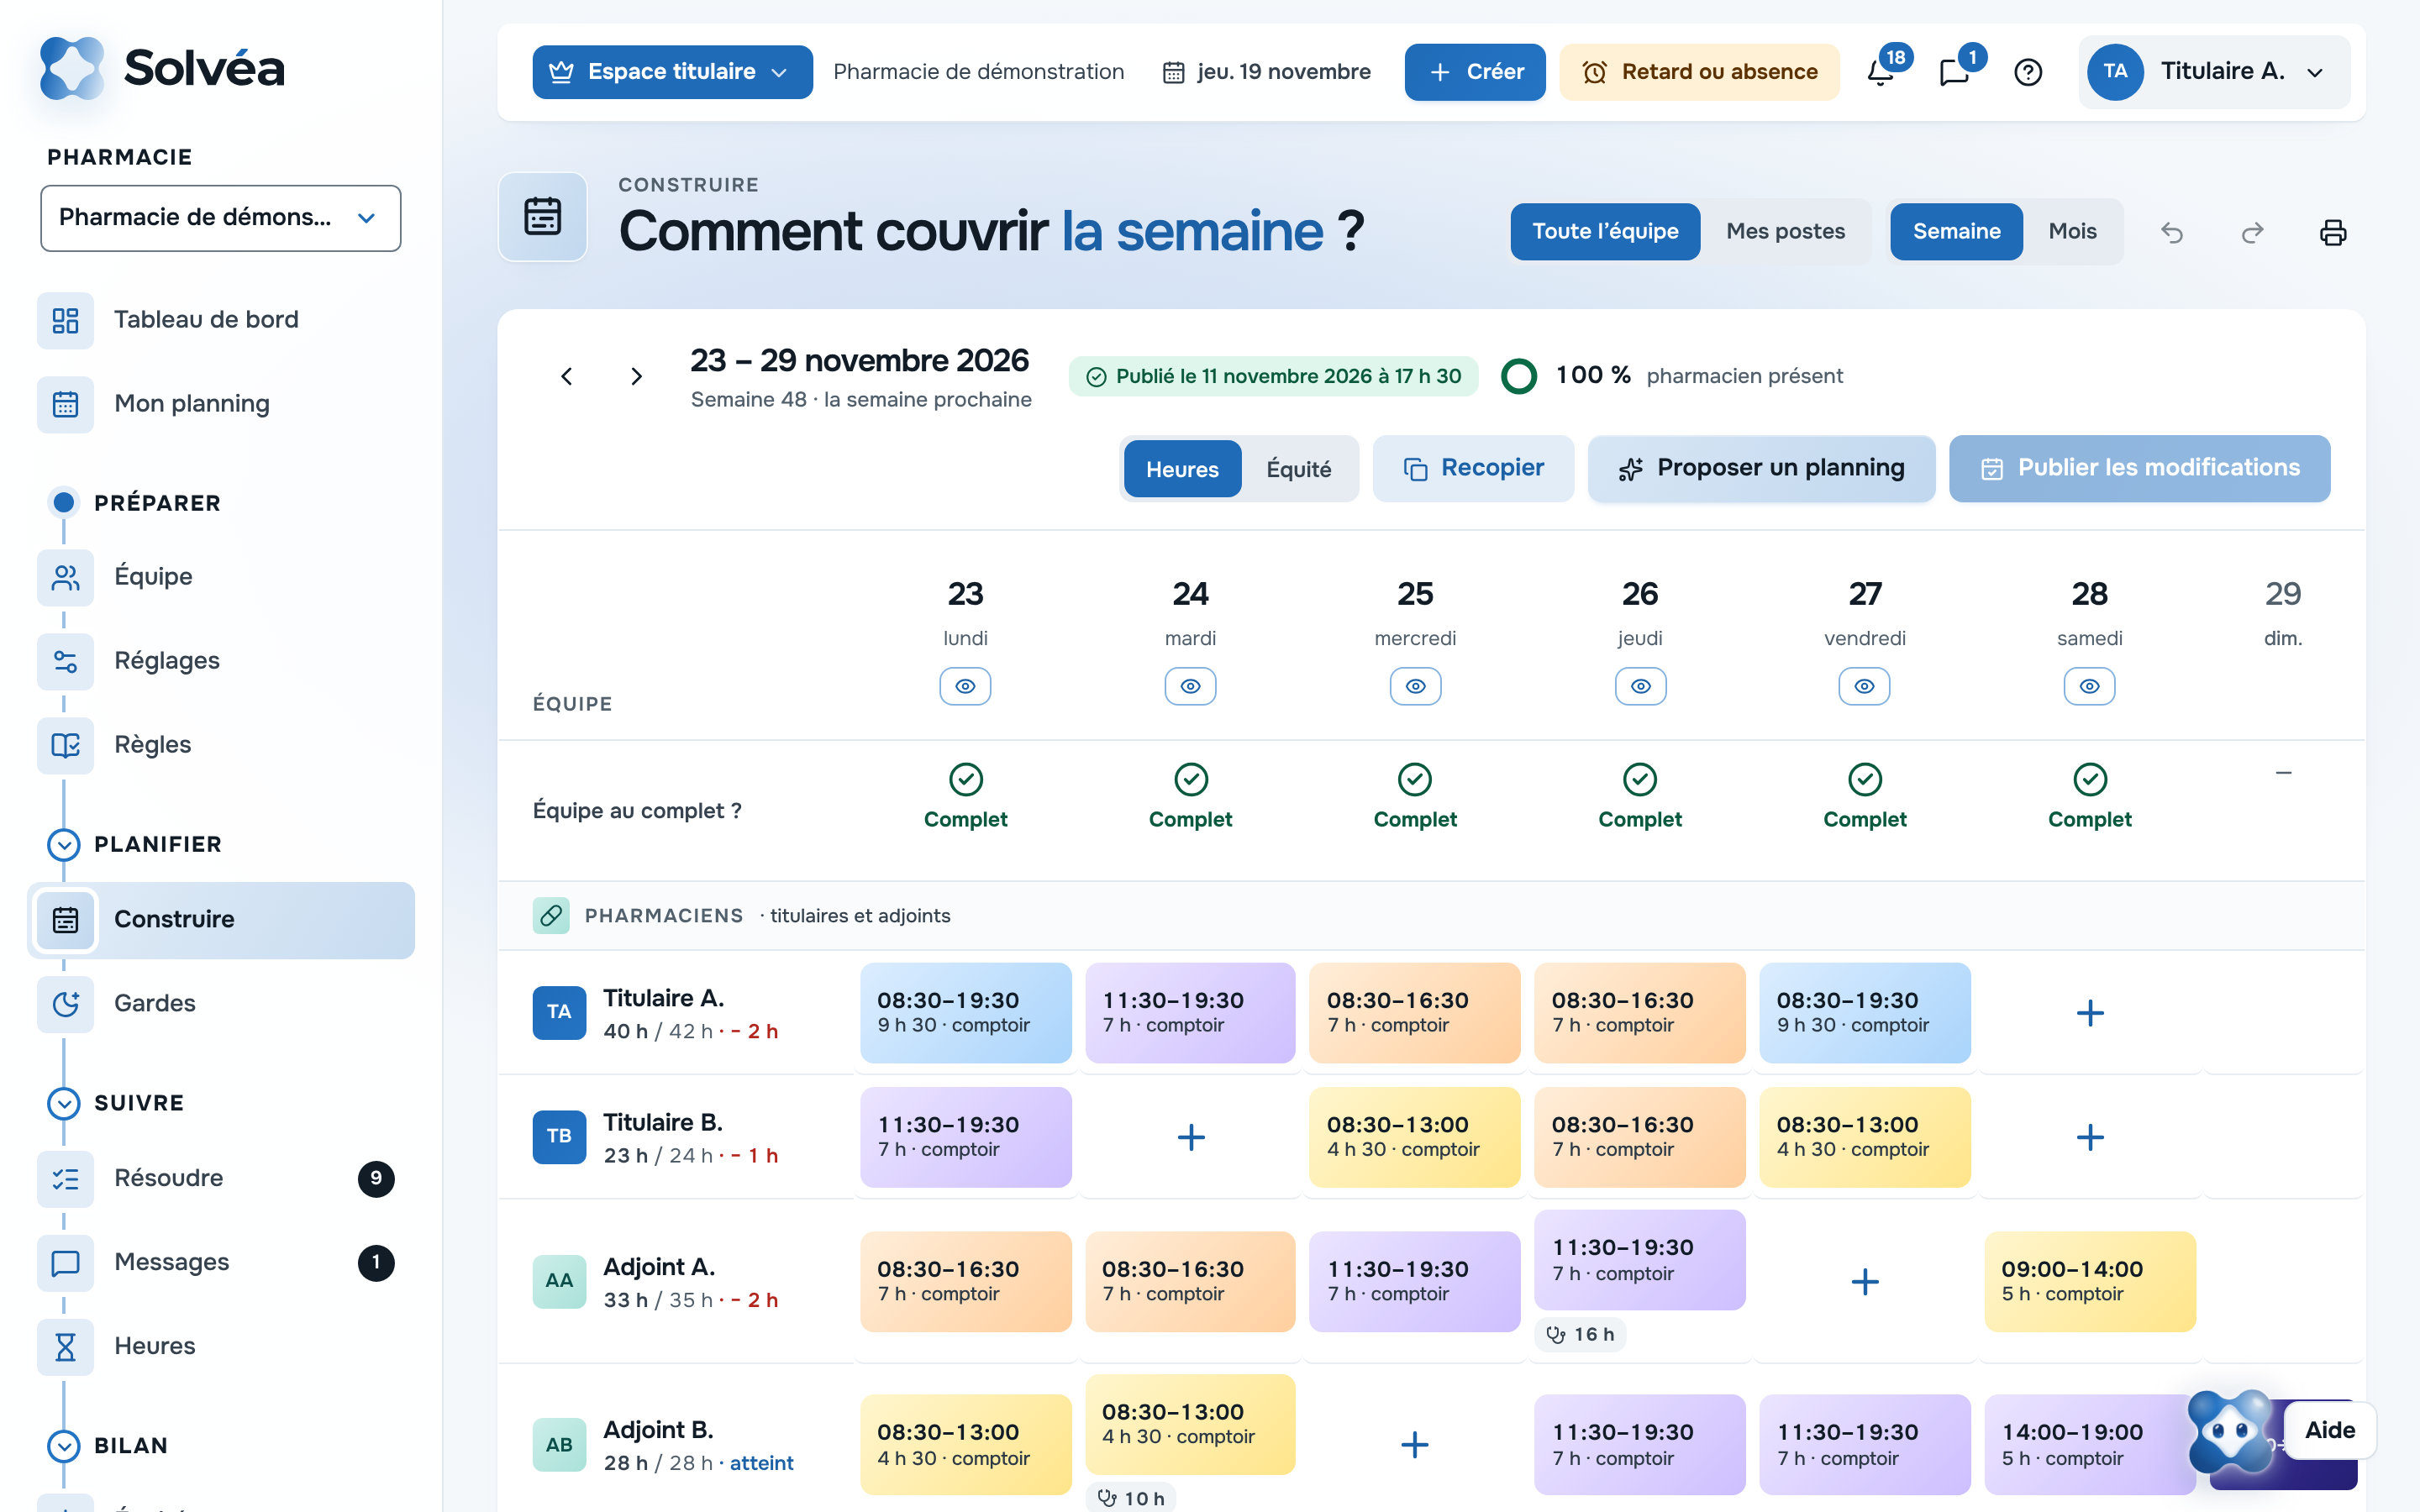 Solvéa
PHARMACIE
Pharmacie de démons...
Tableau de bord
Mon planning
PRÉPARER
Équipe
Réglages
Règles
PLANIFIER
Construire
Gardes
SUIVRE
Résoudre 9
Messages 1
Heures
BILAN
Espace titulaire
Pharmacie de démonstration
jeu. 19 novembre
Créer
Retard ou absence
18
1
TA Titulaire A.
CONSTRUIRE
Comment couvrir la semaine ?
Toute l’équipe Mes postes
Semaine Mois
23 – 29 novembre 2026
Semaine 48 · la semaine prochaine
Publié le 11 novembre 2026 à 17 h 30
100 % pharmacien présent
Heures Équité
Recopier
Proposer un planning
Publier les modifications
23 24 25 26 27 28 29
lundi mardi mercredi jeudi vendredi samedi dim.
ÉQUIPE
Équipe au complet ?
Complet Complet Complet Complet Complet Complet –
PHARMACIENS · titulaires et adjoints
TA Titulaire A.
40 h / 42 h · - 2 h
08:30–19:30 11:30–19:30 08:30–16:30 08:30–16:30 08:30–19:30
9 h 30 · comptoir 7 h · comptoir 7 h · comptoir 7 h · comptoir 9 h 30 · comptoir
TB Titulaire B.
23 h / 24 h · - 1 h
11:30–19:30 08:30–13:00 08:30–16:30 08:30–13:00
7 h · comptoir 4 h 30 · comptoir 7 h · comptoir 4 h 30 · comptoir
AA Adjoint A.
33 h / 35 h · - 2 h
08:30–16:30 08:30–16:30 11:30–19:30 11:30–19:30 09:00–14:00
7 h · comptoir 7 h · comptoir 7 h · comptoir 7 h · comptoir 5 h · comptoir
16 h
AB Adjoint B.
28 h / 28 h · atteint
08:30–13:00 08:30–13:00 11:30–19:30 11:30–19:30 14:00–19:00
4 h 30 · comptoir 4 h 30 · comptoir 7 h · comptoir 7 h · comptoir 5 h · comptoir
10 h
Aide